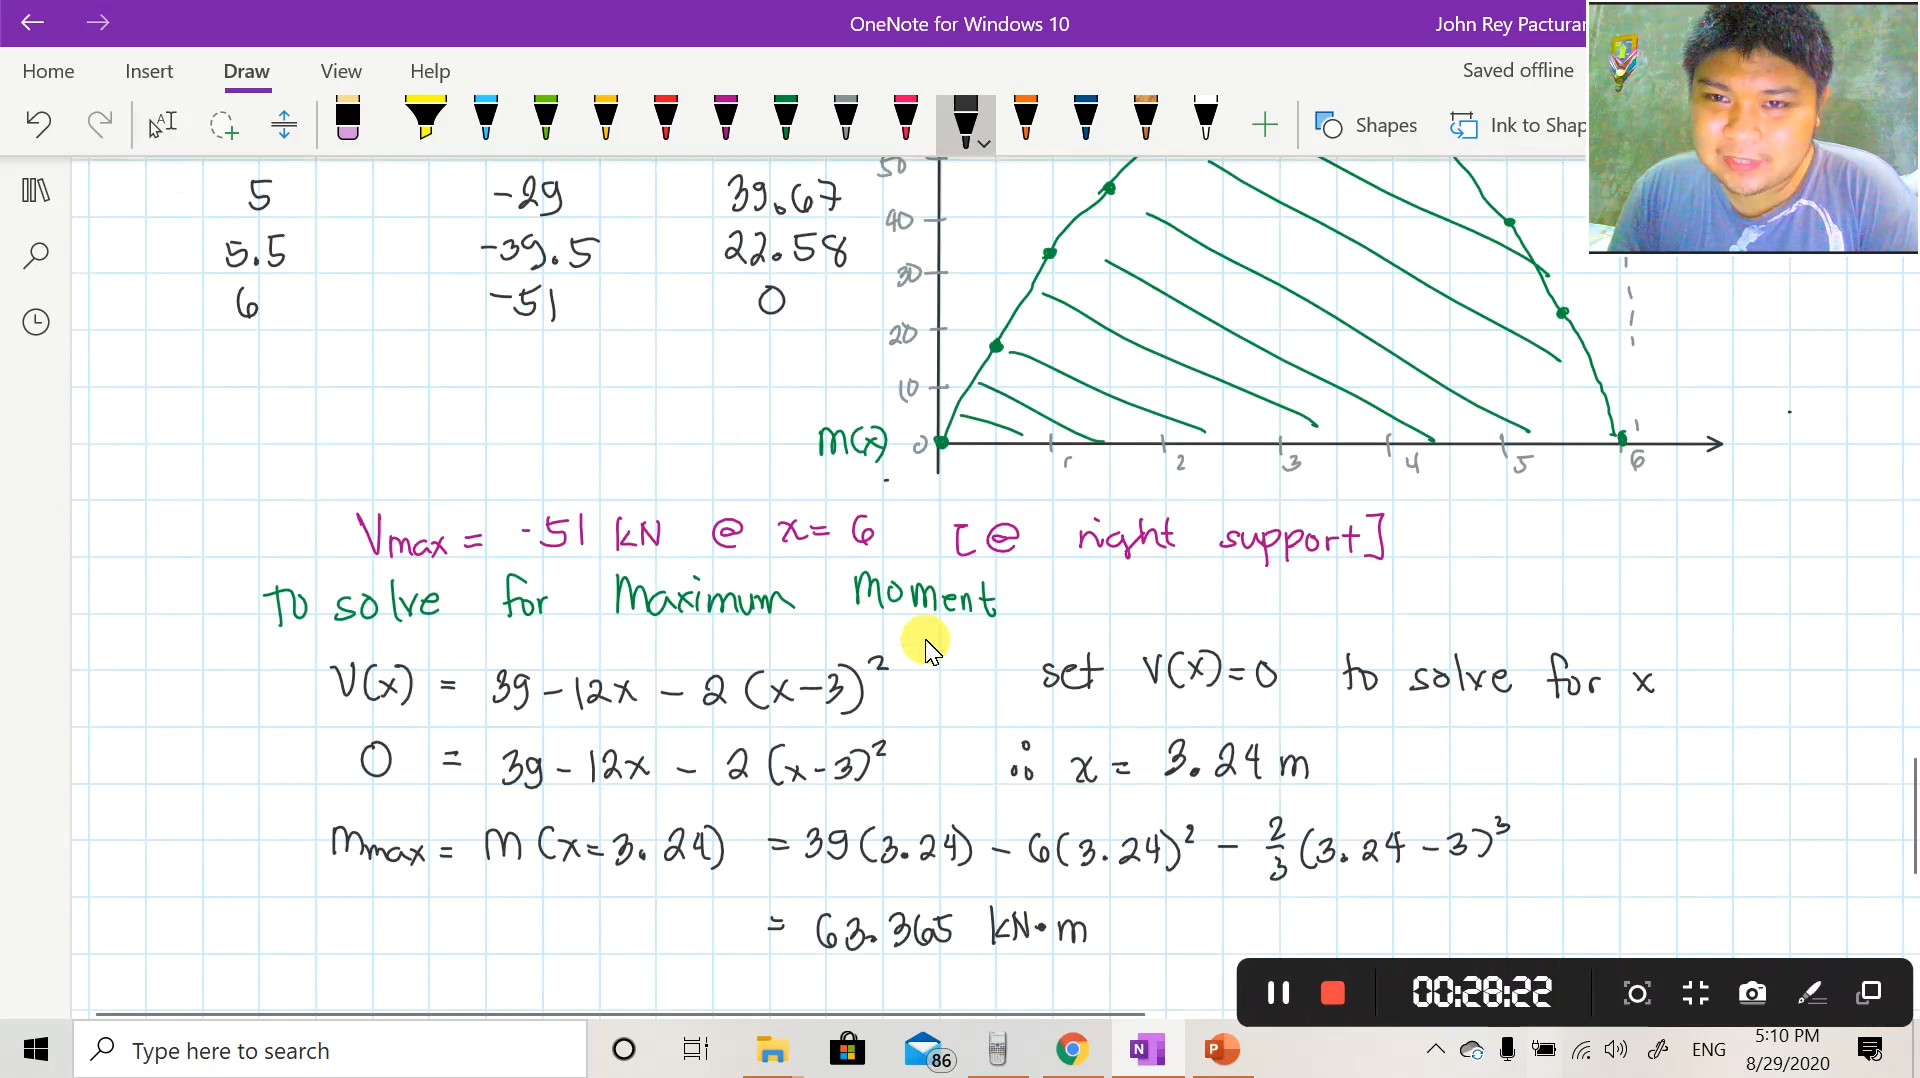 OneNote for Windows 10
John Rey Pactura
Home Insert Draw View Help
Saved offline
Shapes
Ink to Shap
5 -29 39.67
5.5 -39.5 22.58
6 -51 0
50
40
30
20
10
M(x) 0
1 2 3 4 5 6
Vmax = -51 kN @ x= 6 [@ right support]
To solve for Maximum Moment
V(x) = 39 - 12x - 2 (x-3)² set V(x)=0 to solve for x
0 = 39 - 12x - 2 (x-3)² ∴ x = 3.24 m
Mmax = M (x=3.24) = 39(3.24) - 6(3.24)² - 2/3 (3.24 - 3)³
= 63.365 kN·m
00:28:22
Type here to search
86
ENG
5:10 PM
8/29/2020